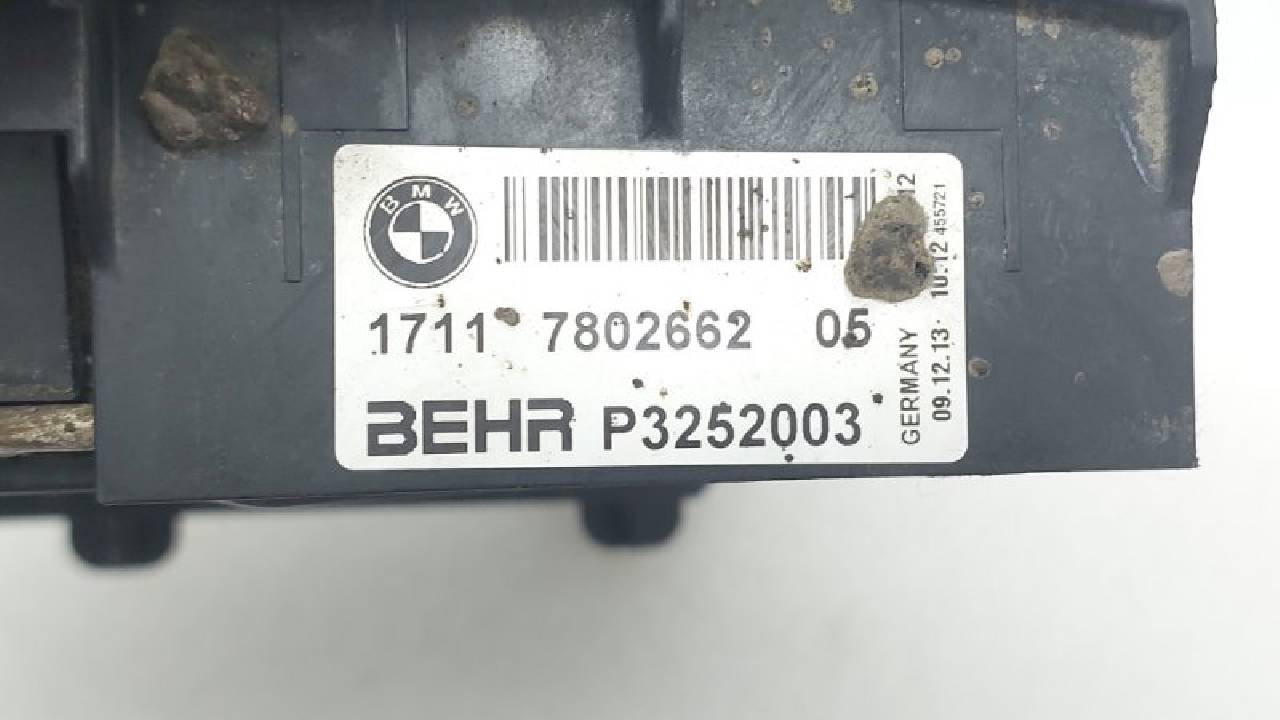 BMW
1711 7802662 05
BEHR P3252003
GERMANY
09.12.13 10:12 455721